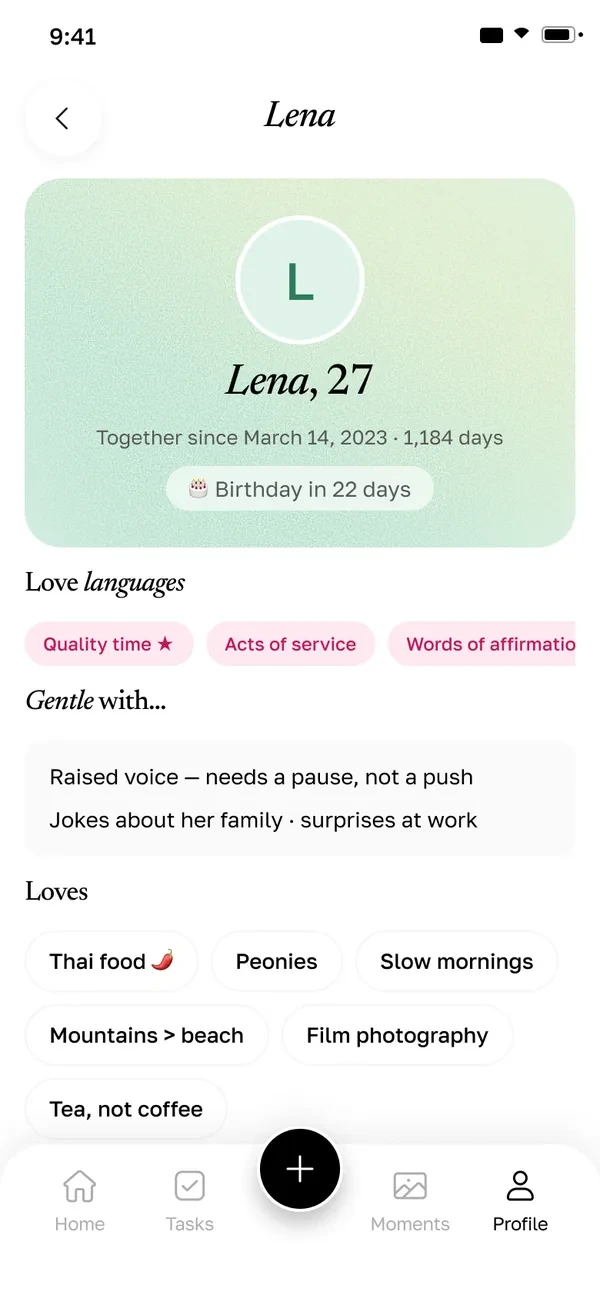 9:41
Lena
L
Lena, 27
Together since March 14, 2023 · 1,184 days
🎂 Birthday in 22 days
Love languages
Quality time ★ Acts of service Words of affirmatio
Gentle with...
Raised voice — needs a pause, not a push
Jokes about her family · surprises at work
Loves
Thai food 🌶️ Peonies Slow mornings
Mountains > beach Film photography
Tea, not coffee
Home Tasks Moments Profile